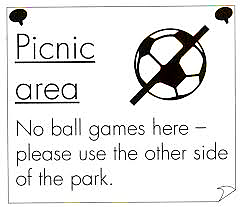 Picnic
area
No ball games here –
please use the other side
of the park.